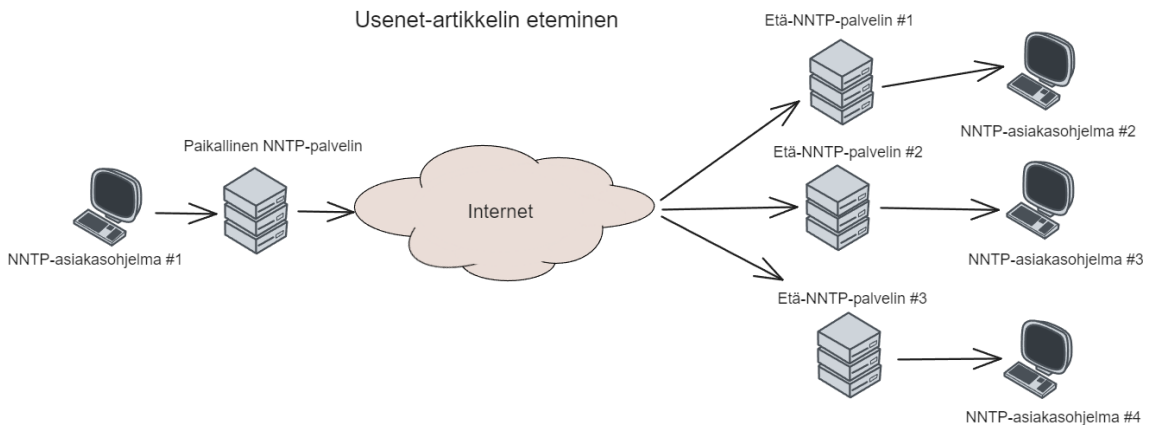 Usenet-artikkelin eteminen
Etä-NNTP-palvelin #1
NNTP-asiakasohjelma #2
Paikallinen NNTP-palvelin
Etä-NNTP-palvelin #2
Internet
NNTP-asiakasohjelma #1
NNTP-asiakasohjelma #3
Etä-NNTP-palvelin #3
NNTP-asiakasohjelma #4